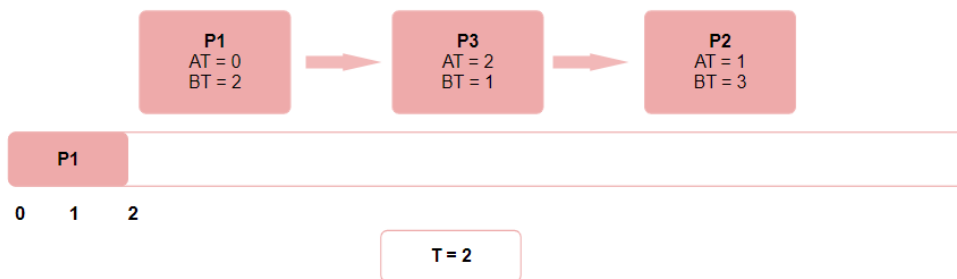 P1
AT = 0
BT = 2
P3
AT = 2
BT = 1
P2
AT = 1
BT = 3
P1
0 1 2
T = 2